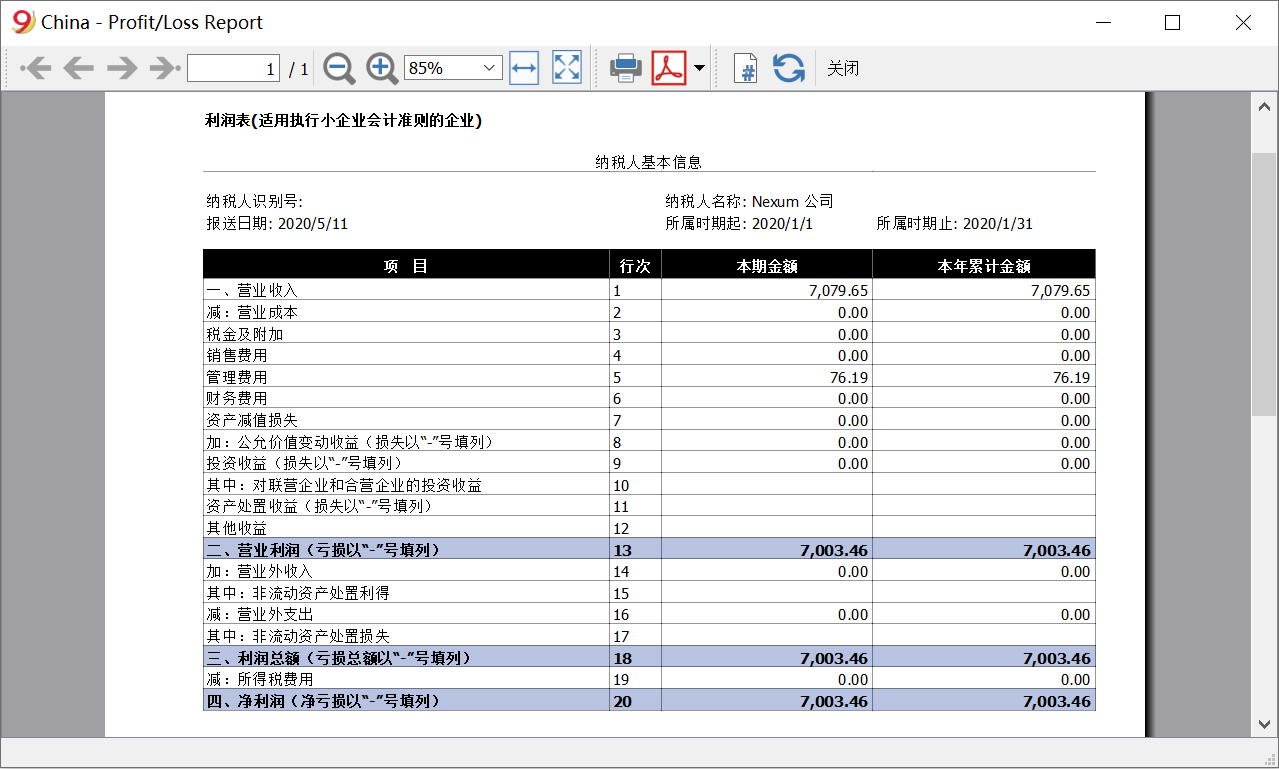 China - Profit/Loss Report
1 / 1 85% 关闭
利润表(适用执行小企业会计准则的企业)
纳税人基本信息
纳税人识别号: 纳税人名称: Nexum 公司
报送日期: 2020/5/11 所属时期起: 2020/1/1 所属时期止: 2020/1/31
项 目 行次 本期金额 本年累计金额
一、营业收入 1 7,079.65 7,079.65
减：营业成本 2 0.00 0.00
税金及附加 3 0.00 0.00
销售费用 4 0.00 0.00
管理费用 5 76.19 76.19
财务费用 6 0.00 0.00
资产减值损失 7 0.00 0.00
加：公允价值变动收益（损失以“-”号填列） 8 0.00 0.00
投资收益（损失以“-”号填列） 9 0.00 0.00
其中：对联营企业和合营企业的投资收益 10
资产处置收益（损失以“-”号填列） 11
其他收益 12
二、营业利润（亏损以“-”号填列） 13 7,003.46 7,003.46
加：营业外收入 14 0.00 0.00
其中：非流动资产处置利得 15
减：营业外支出 16 0.00 0.00
其中：非流动资产处置损失 17
三、利润总额（亏损总额以“-”号填列） 18 7,003.46 7,003.46
减：所得税费用 19 0.00 0.00
四、净利润（净亏损以“-”号填列） 20 7,003.46 7,003.46